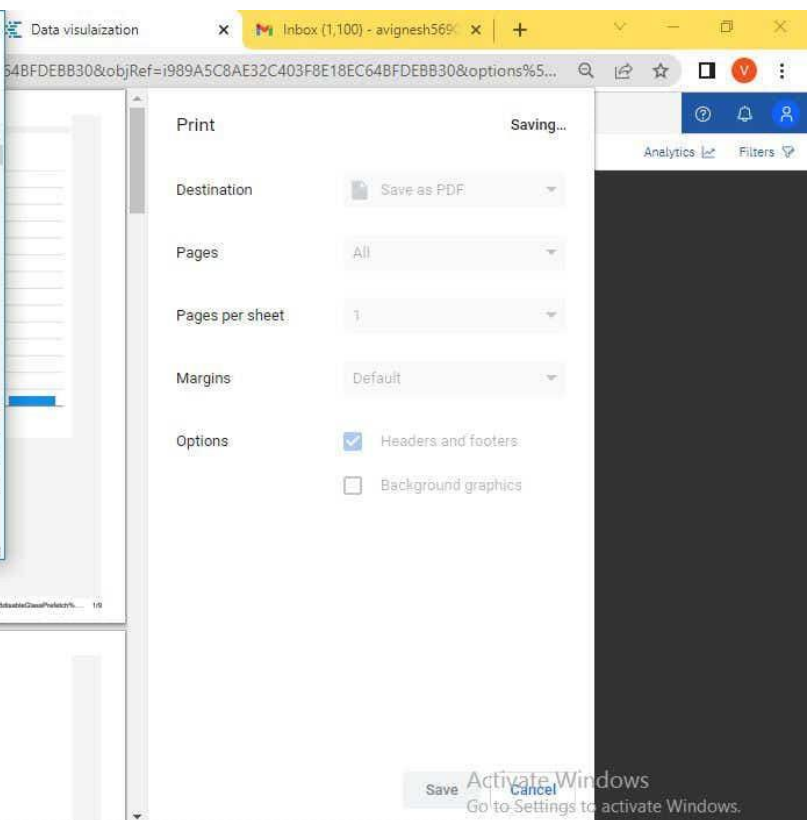 Data visulaization
Inbox (1,100) - avignesh569
64BFDEBB30&objRef=i989A5C8AE32C403F8E18EC64BFDEBB30&options%5...
V
Print
Saving...
Analytics
Filters
Destination
Save as PDF
Pages
All
Pages per sheet
1
Margins
Default
Options
Headers and footers
Background graphics
1/9
Save
Cancel
Activate Windows
Go to Settings to activate Windows.